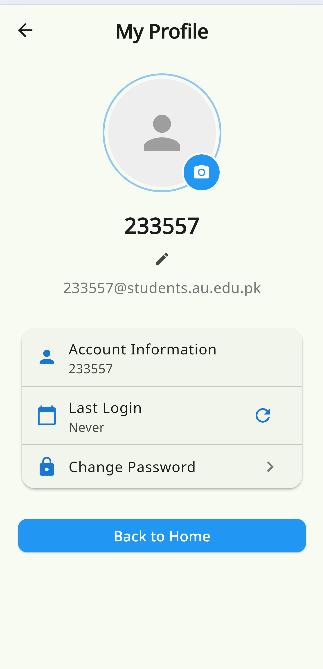 My Profile
233557
233557@students.au.edu.pk
Account Information
233557
Last Login
Never
Change Password
Back to Home